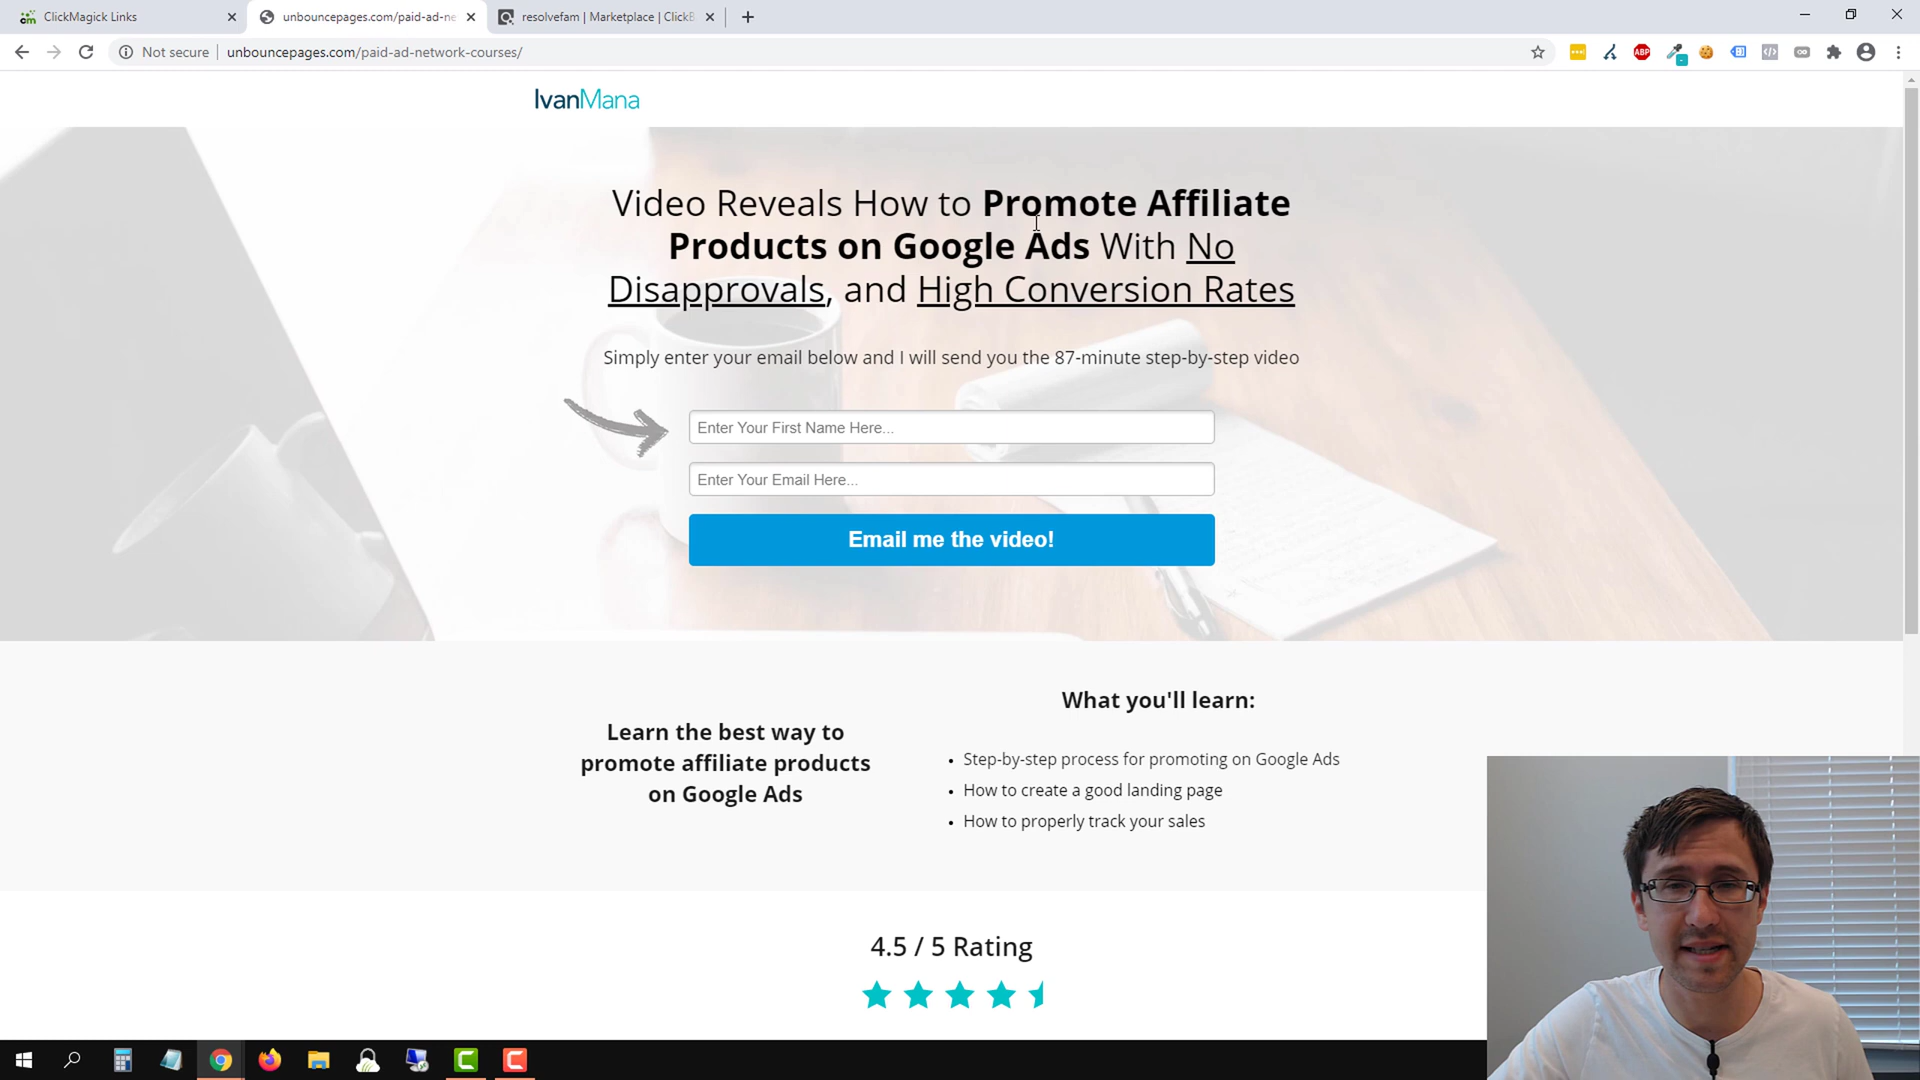 ClickMagick Links
unbouncepages.com/paid-ad-ne
resolvefam | Marketplace | ClickB
Not secure
unbouncepages.com/paid-ad-network-courses/
ABP
IvanMana
Video Reveals How to Promote Affiliate
Products on Google Ads With No
Disapprovals, and High Conversion Rates
Simply enter your email below and I will send you the 87-minute step-by-step video
Enter Your First Name Here...
Enter Your Email Here...
Email me the video!
Learn the best way to
promote affiliate products
on Google Ads
What you'll learn:
• Step-by-step process for promoting on Google Ads
• How to create a good landing page
• How to properly track your sales
4.5 / 5 Rating